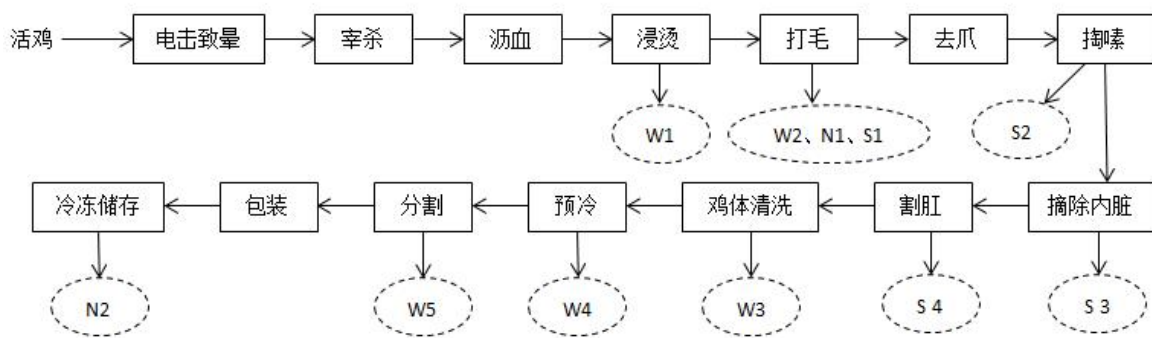 活鸡 电击致晕 宰杀 沥血 浸烫 打毛 去爪 掏嗉
W1 W2、N1、S1 S2
冷冻储存 包装 分割 预冷 鸡体清洗 割肛 摘除内脏
N2 W5 W4 W3 S 4 S 3